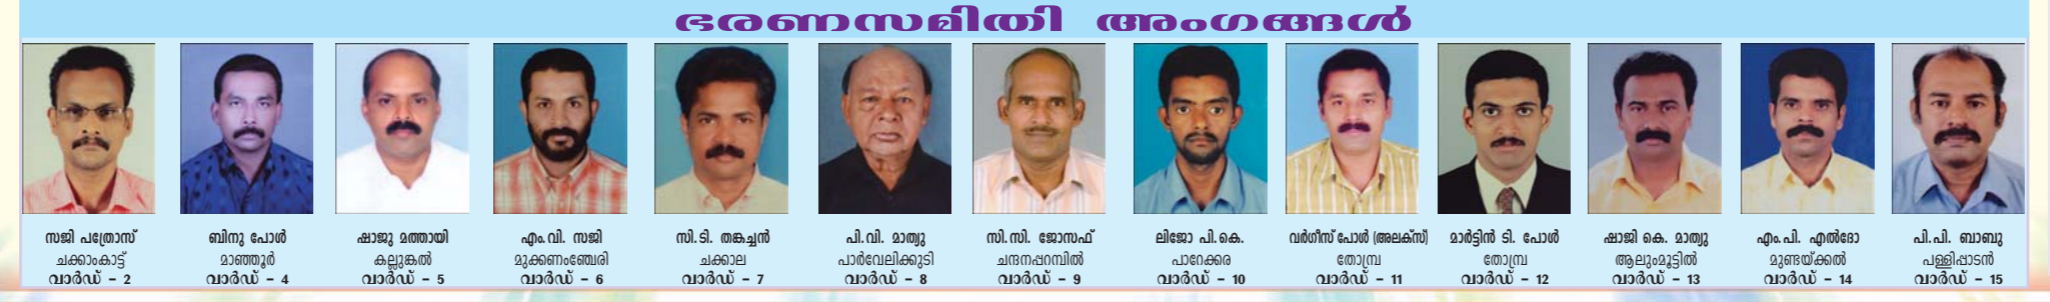 ഭരണസമിതി അംഗങ്ങൾ
സജി പത്രോസ്
ചക്കാംകാട്ട്
വാർഡ് – 2
ബിനു പോൾ
മാഞ്ഞൂർ
വാർഡ് – 4
ഷാജു മത്തായി
കല്ലുങ്കൽ
വാർഡ് – 5
എം.വി. സജി
മുക്കണംഞ്ചേരി
വാർഡ് – 6
സി.ടി. തങ്കച്ചൻ
ചക്കാല
വാർഡ് – 7
പി.വി. മാത്യു
പാർവേലിക്കുടി
വാർഡ് – 8
സി.സി. ജോസഫ്
ചന്ദനപ്പറമ്പിൽ
വാർഡ് – 9
ലിജോ പി.കെ.
പാറേക്കര
വാർഡ് – 10
വർഗീസ് പോൾ (അലക്സ്)
തോമ്പ്ര
വാർഡ് – 11
മാർട്ടിൻ ടി. പോൾ
തോമ്പ്ര
വാർഡ് – 12
ഷാജി കെ. മാത്യു
ആലുംമൂട്ടിൽ
വാർഡ് – 13
എം.പി. എൽദോ
മുണ്ടയ്ക്കൽ
വാർഡ് – 14
പി.പി. ബാബു
പള്ളിപ്പാടൻ
വാർഡ് – 15